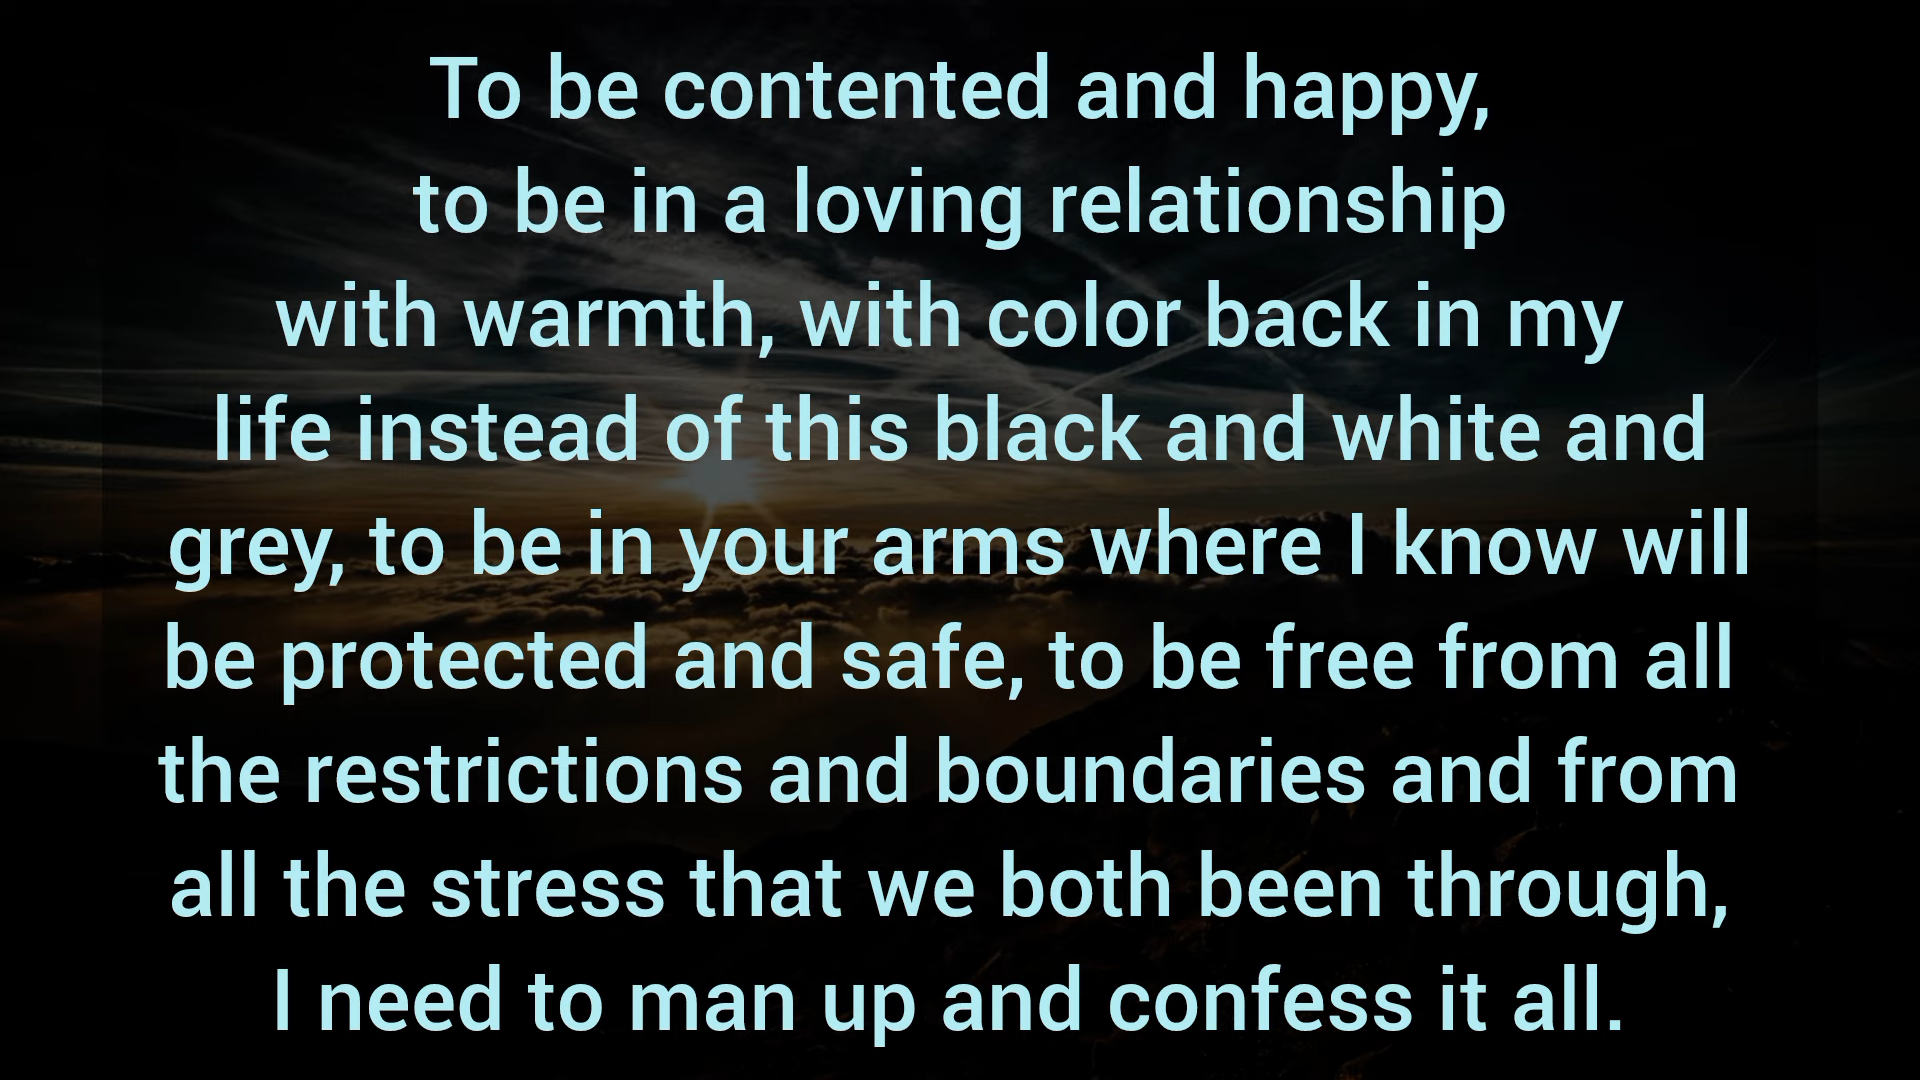 To be contented and happy,
to be in a loving relationship
with warmth, with color back in my
life instead of this black and white and
grey, to be in your arms where I know will
be protected and safe, to be free from all
the restrictions and boundaries and from
all the stress that we both been through,
I need to man up and confess it all.